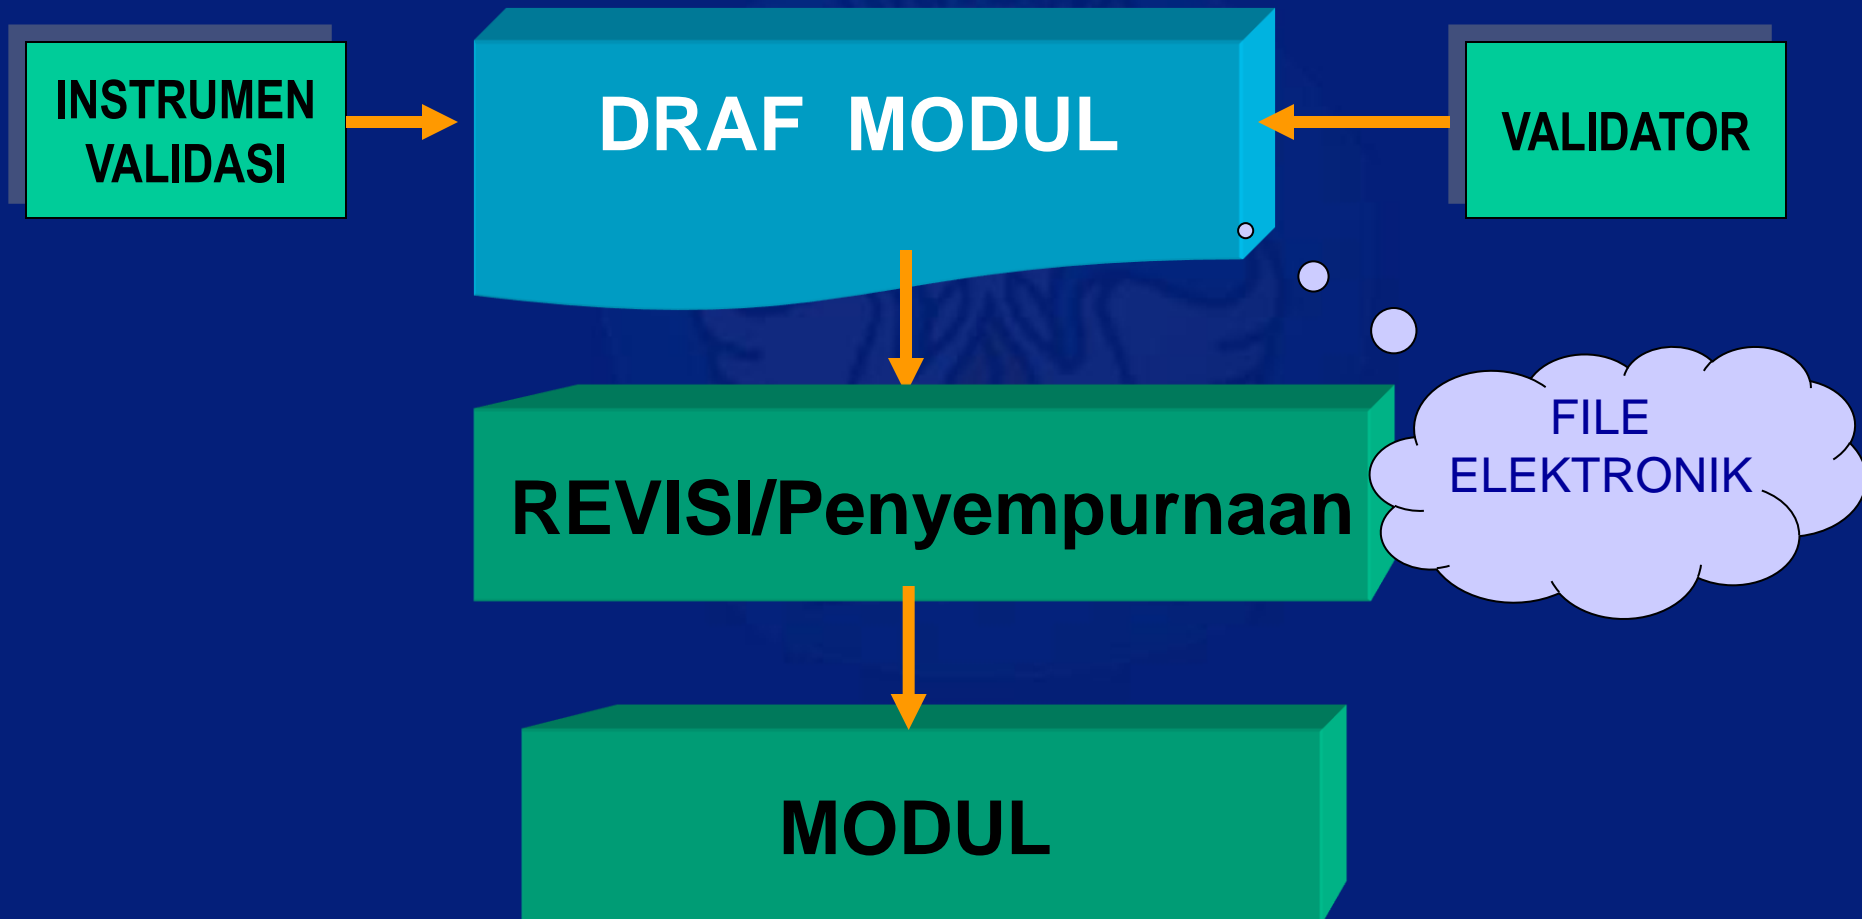 INSTRUMEN
VALIDASI
DRAF MODUL
VALIDATOR
REVISI/Penyempurnaan
FILE
ELEKTRONIK
MODUL